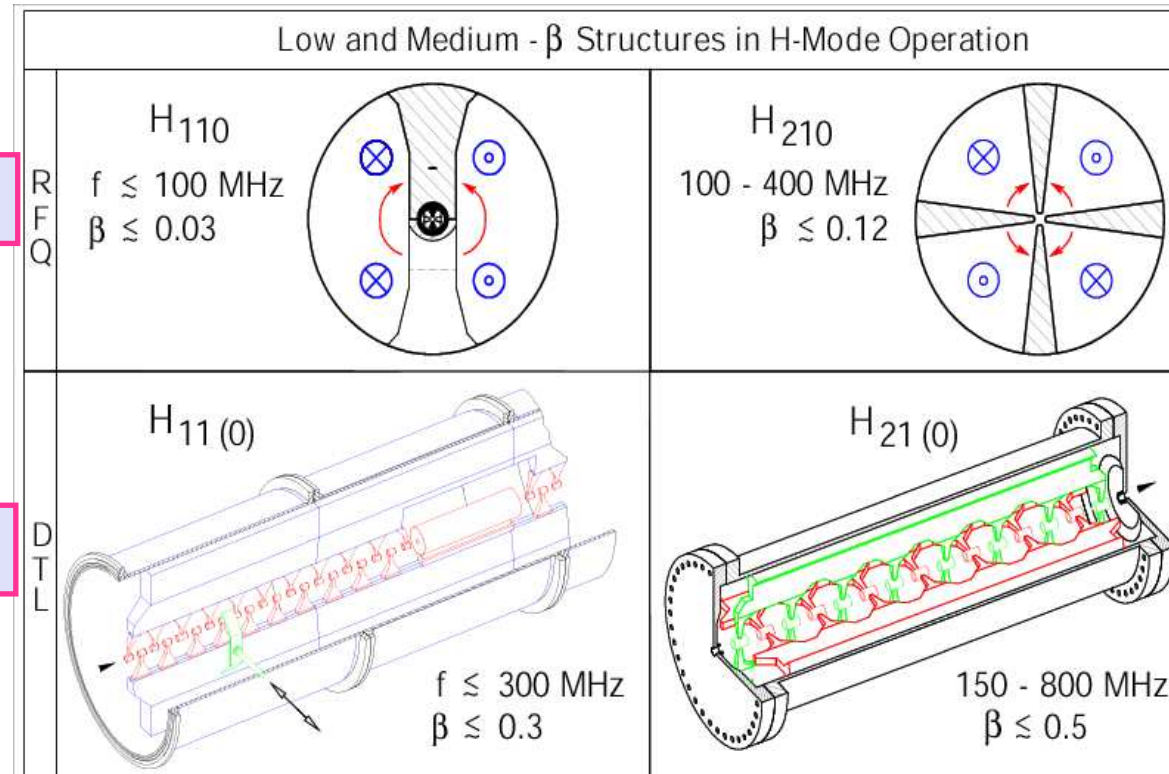 Low and Medium - β Structures in H-Mode Operation
R
F
Q
H110
f ≲ 100 MHz
β ≲ 0.03
-
H210
100 - 400 MHz
β ≲ 0.12
D
T
L
H11 (0)
f ≲ 300 MHz
β ≲ 0.3
H21 (0)
150 - 800 MHz
β ≲ 0.5